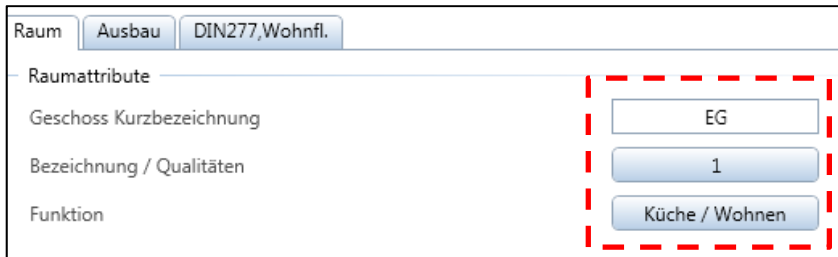 Raum Ausbau DIN277,Wohnfl.
Raumattribute
Geschoss Kurzbezeichnung EG
Bezeichnung / Qualitäten 1
Funktion Küche / Wohnen